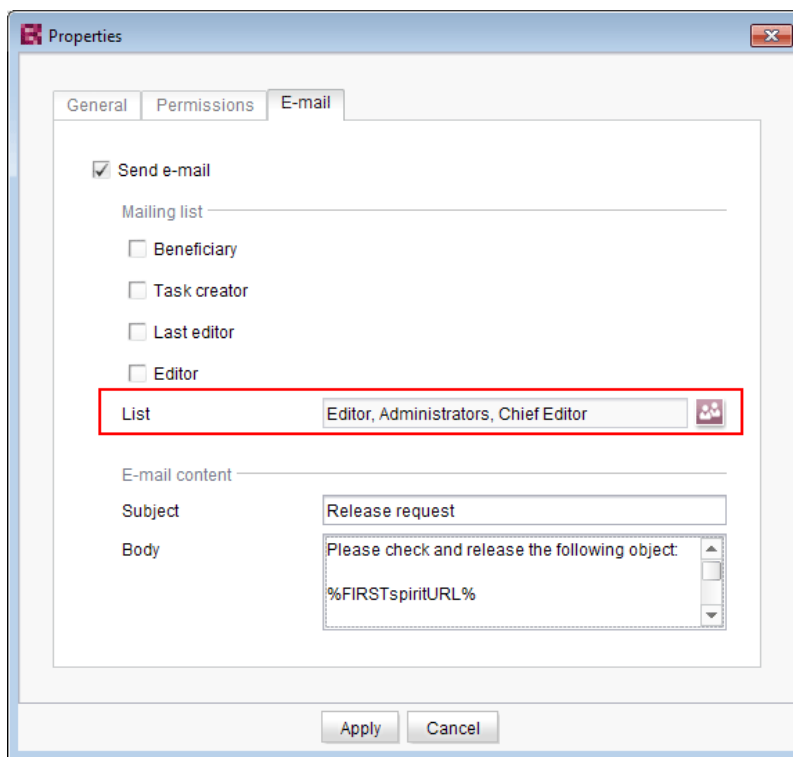 Properties
General Permissions E-mail
Send e-mail
Mailing list
Beneficiary
Task creator
Last editor
Editor
List Editor, Administrators, Chief Editor
E-mail content
Subject Release request
Body Please check and release the following object:
%FIRSTspiritURL%
Apply Cancel